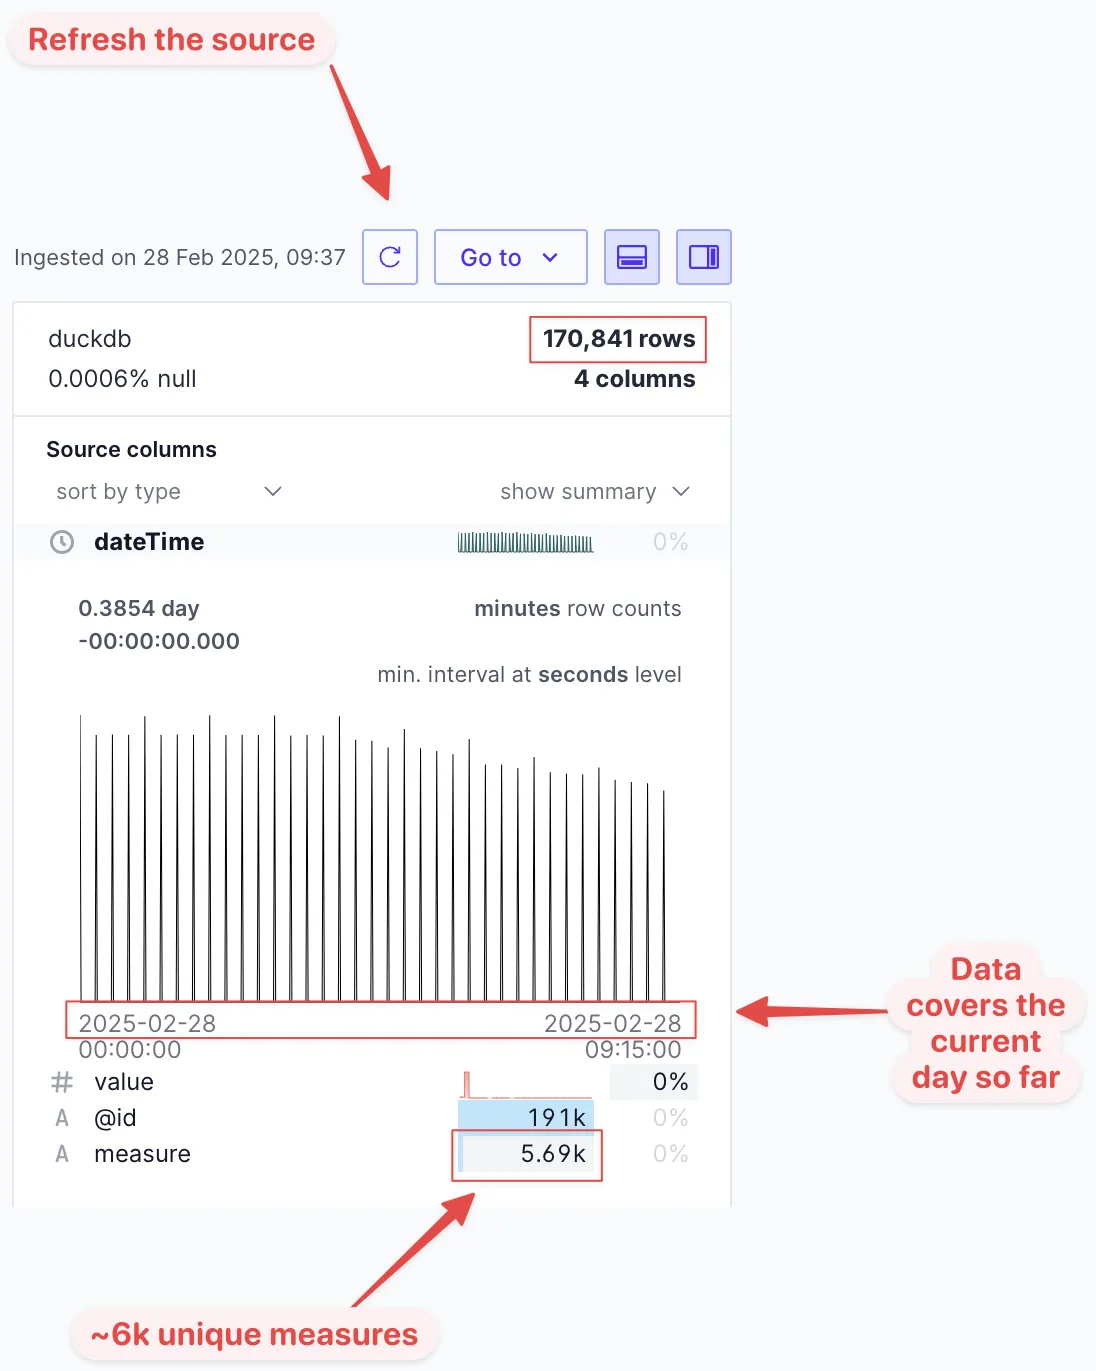 Refresh the source
Ingested on 28 Feb 2025, 09:37
Go to
duckdb
170,841 rows
0.0006% null
4 columns
Source columns
sort by type
show summary
dateTime
0%
0.3854 day
minutes row counts
-00:00:00.000
min. interval at seconds level
2025-02-28
2025-02-28
00:00:00
09:15:00
# value
0%
A @id
191k
0%
A measure
5.69k
0%
Data
covers the
current
day so far
~6k unique measures